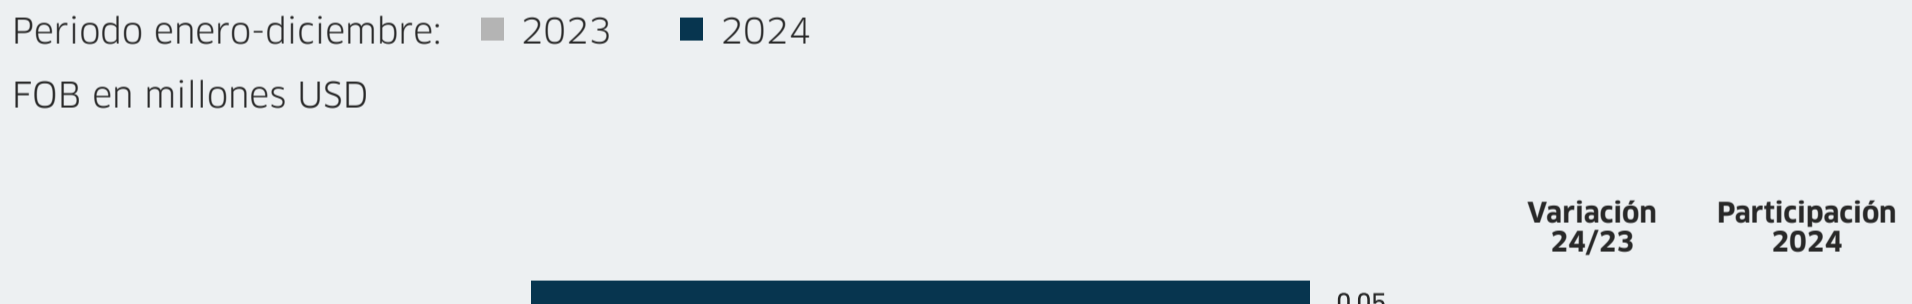 Periodo enero-diciembre: 2023 2024
FOB en millones USD
Variación Participación
24/23 2024